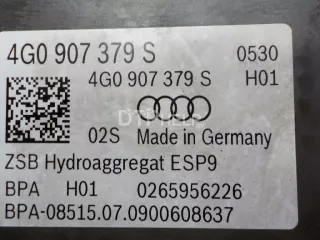 4G0 907 379 S 0530
4G0 907 379 S H01
02S Made in Germany
ZSB Hydroaggregat ESP9
BPA H01 0265956226
BPA-08515.07.0900608637